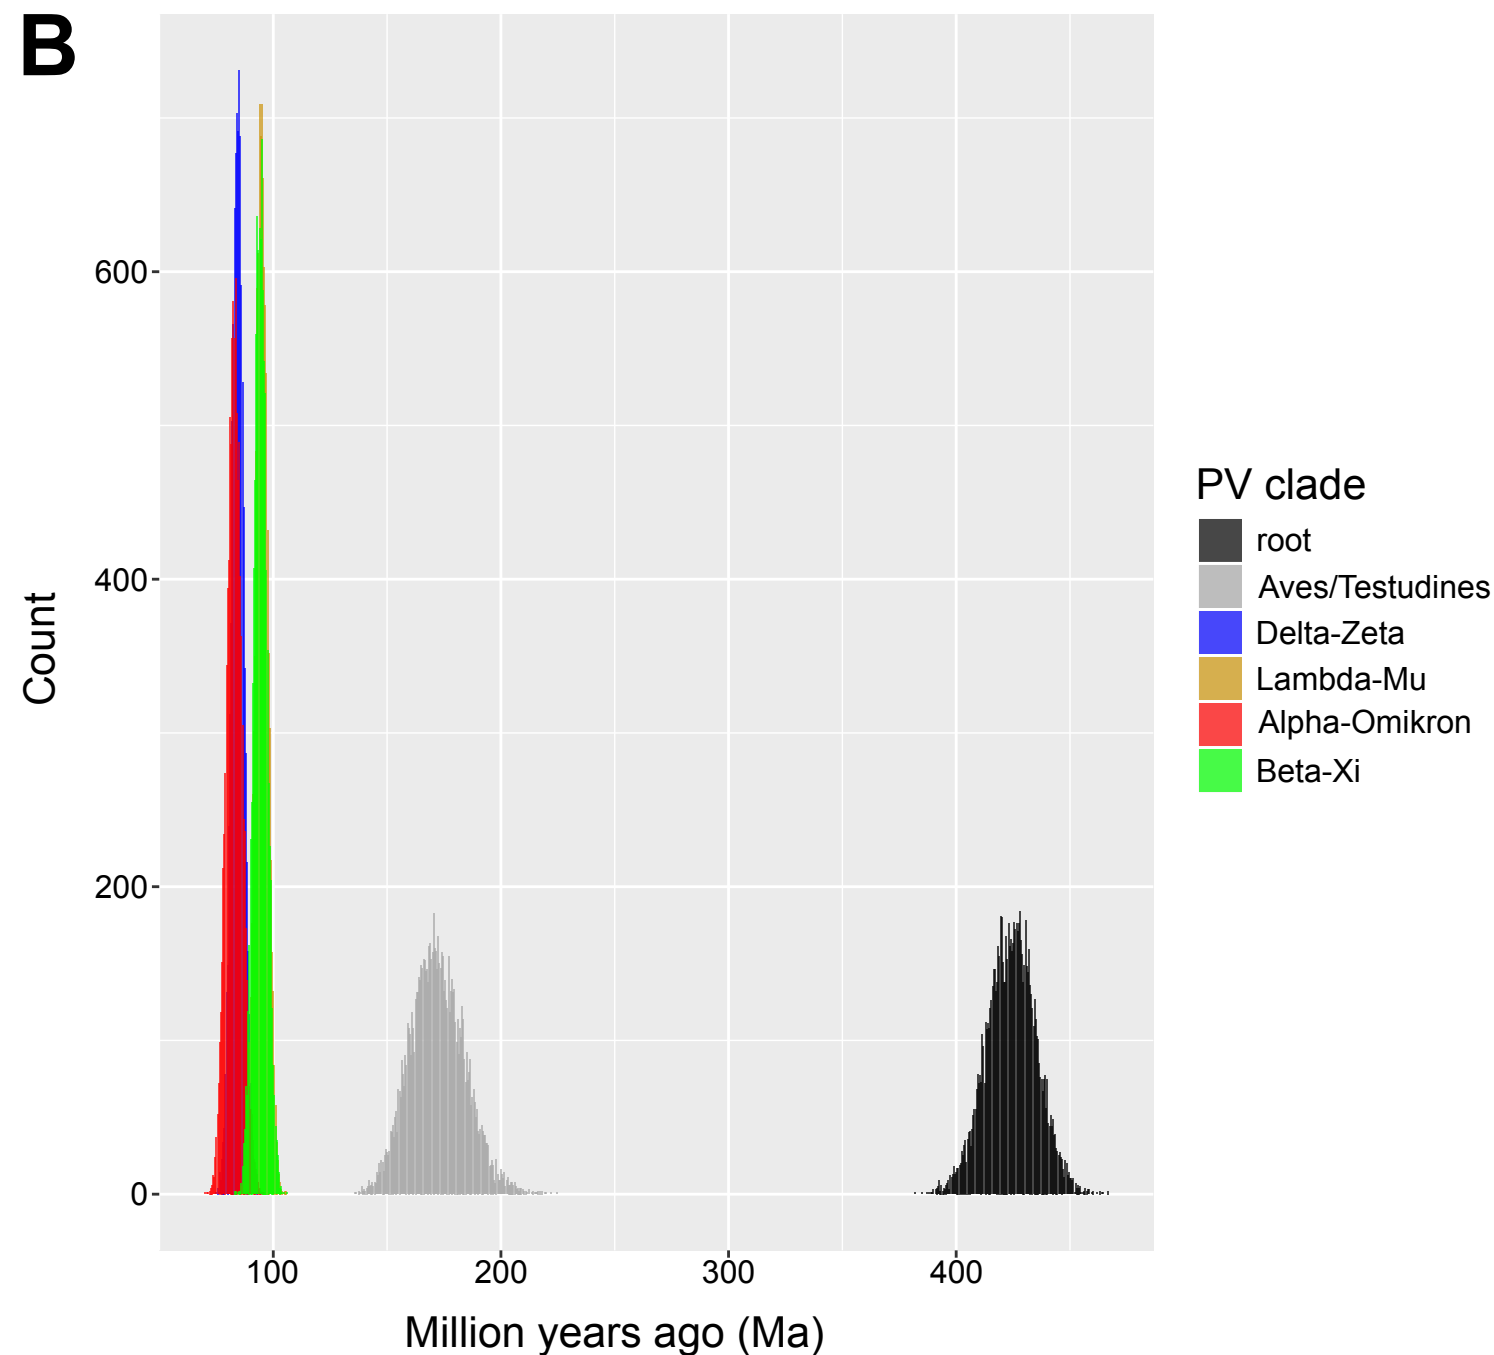 B
Count
600
400
200
0
100 200 300 400
Million years ago (Ma)
PV clade
root
Aves/Testudines
Delta-Zeta
Lambda-Mu
Alpha-Omikron
Beta-Xi